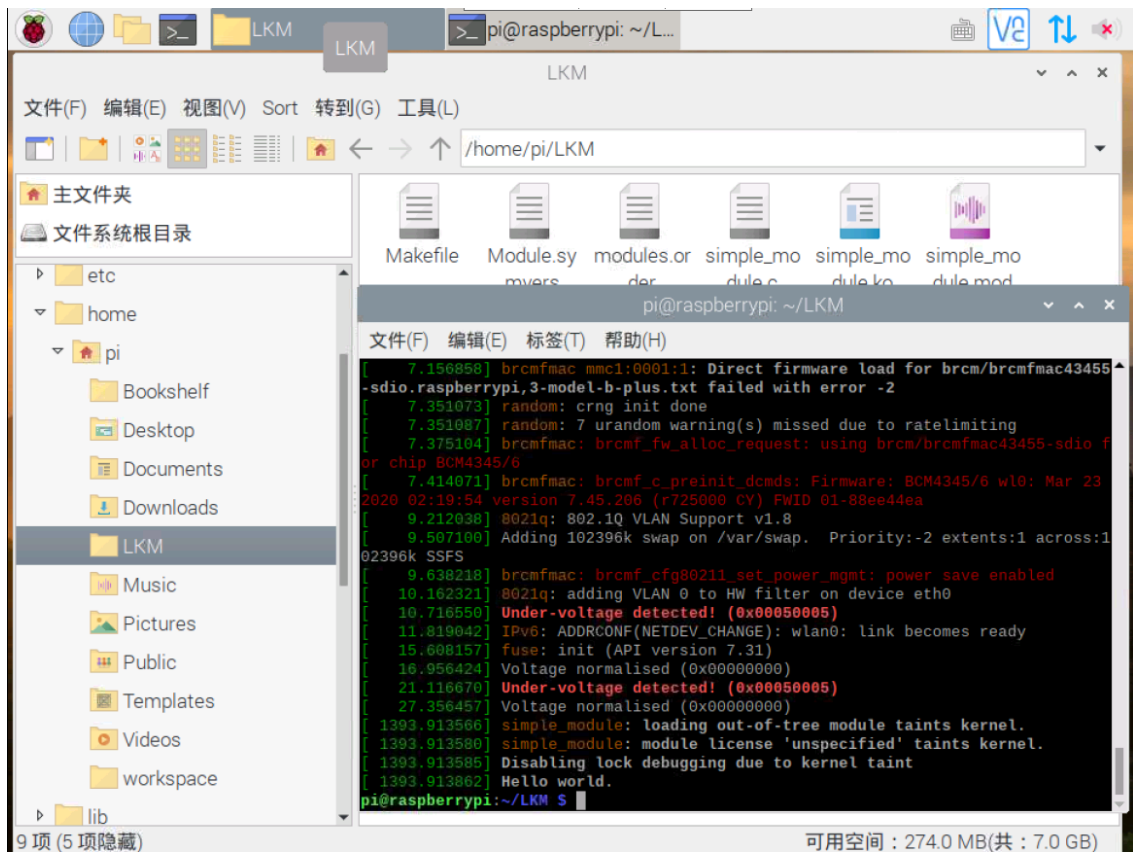 LKM
pi@raspberrypi: ~/L...
LKM
LKM
文件(F) 编辑(E) 视图(V) Sort 转到(G) 工具(L)
/home/pi/LKM
主文件夹
文件系统根目录
etc
home
pi
Bookshelf
Desktop
Documents
Downloads
LKM
Music
Pictures
Public
Templates
Videos
workspace
lib
Makefile Module.sy modules.or simple_mo simple_mo simple_mo
mvers der dule.c dule.ko dule.mod
pi@raspberrypi: ~/LKM
文件(F) 编辑(E) 标签(T) 帮助(H)
[    7.156858] brcmfmac mmc1:0001:1: Direct firmware load for brcm/brcmfmac43455
-sdio.raspberrypi,3-model-b-plus.txt failed with error -2
[    7.351073] random: crng init done
[    7.351087] random: 7 urandom warning(s) missed due to ratelimiting
[    7.375104] brcmfmac: brcmf_fw_alloc_request: using brcm/brcmfmac43455-sdio f
or chip BCM4345/6
[    7.414071] brcmfmac: brcmf_c_preinit_dcmds: Firmware: BCM4345/6 wl0: Mar 23
2020 02:19:54 version 7.45.206 (r725000 CY) FWID 01-88ee44ea
[    9.212038] 8021q: 802.1Q VLAN Support v1.8
[    9.507100] Adding 102396k swap on /var/swap.  Priority:-2 extents:1 across:1
02396k SSFS
[    9.638218] brcmfmac: brcmf_cfg80211_set_power_mgmt: power save enabled
[   10.162321] 8021q: adding VLAN 0 to HW filter on device eth0
[   10.716550] Under-voltage detected! (0x00050005)
[   11.819042] IPv6: ADDRCONF(NETDEV_CHANGE): wlan0: link becomes ready
[   15.608157] fuse: init (API version 7.31)
[   16.956424] Voltage normalised (0x00000000)
[   21.116670] Under-voltage detected! (0x00050005)
[   27.356457] Voltage normalised (0x00000000)
[ 1393.913566] simple_module: loading out-of-tree module taints kernel.
[ 1393.913580] simple_module: module license 'unspecified' taints kernel.
[ 1393.913585] Disabling lock debugging due to kernel taint
[ 1393.913862] Hello world.
pi@raspberrypi:~/LKM $
9 项 (5 项隐藏)
可用空间：274.0 MB(共：7.0 GB)